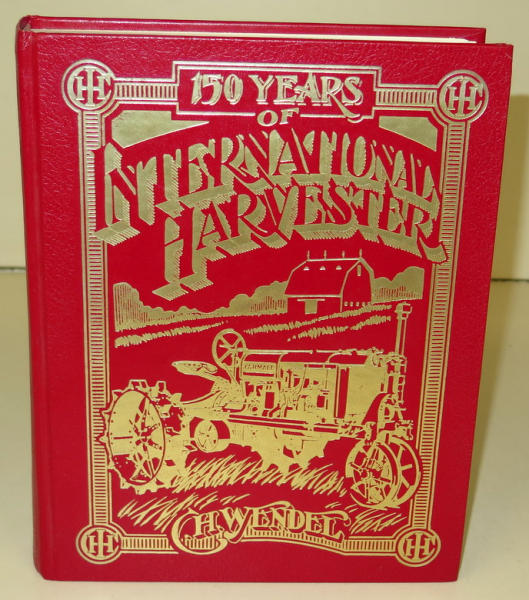 IHC
150 YEARS
IHC
OF
INTERNATIONAL
HARVESTER
FARMALL
C.H. WENDEL
IHC
IHC